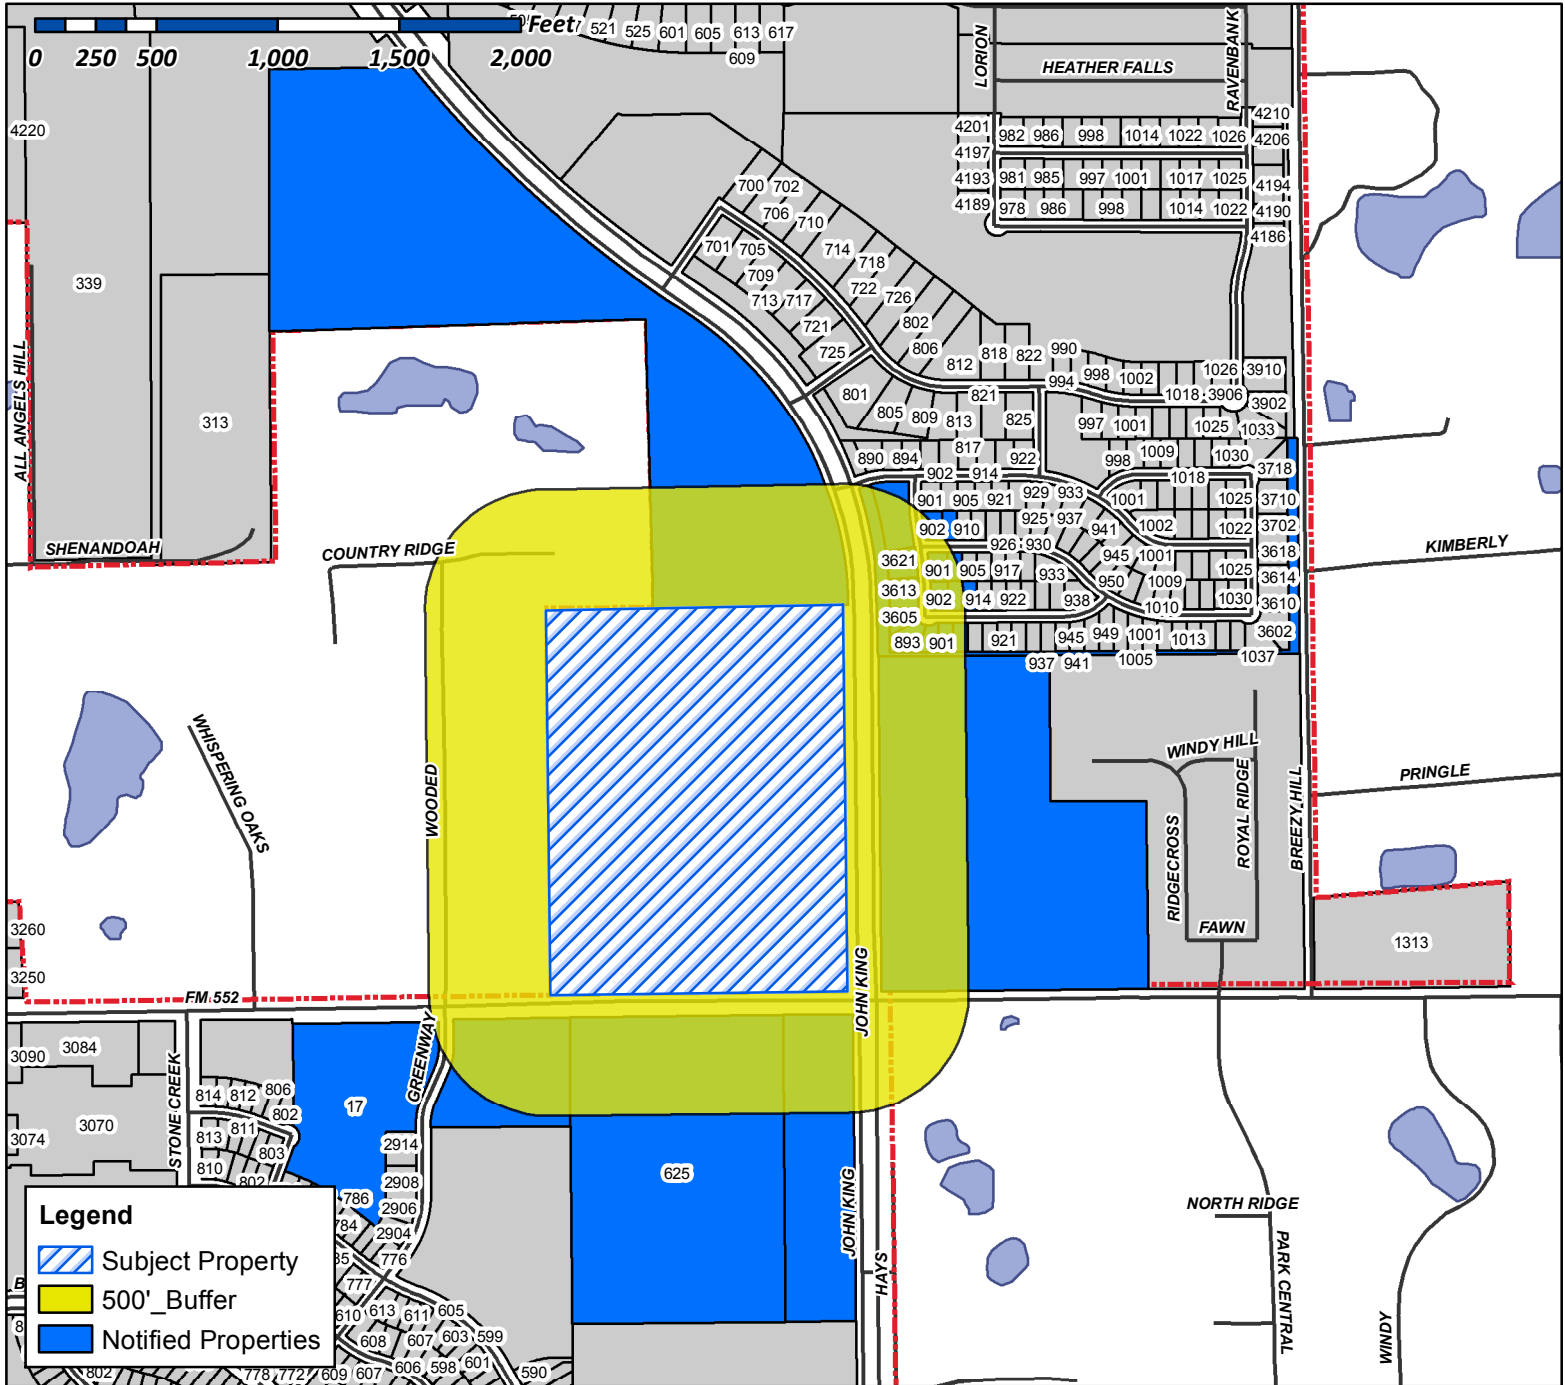 Feet
0 250 500 1,000 1,500 2,000
521 525 601 605 613 617
609
LORION
HEATHER FALLS
RAVENBANK
4220
4201 982 986 998 1014 1022 1026 4210
4206
4197
4193 981 985 997 1001 1017 1025 4194
4189 978 986 998 1014 1022 4190
4186
700 702
706 710
701 705 714 718
709 722 726
713 717 802
721 806
725 812 818 822 990
994 998 1002 1026 3910
801 821 1018 3906 3902
805 809 813 825 997 1001 1025 1033
339
313
ALL ANGELS HILL
SHENANDOAH
COUNTRY RIDGE
890 894 817 922 998 1009 1030 3718
902 914 1018
901 905 921 929 933 1001 1025 3710
902 910 925 937 941 1002 1022 3702
926 930 945 1001 3618
3621 901 905 917 933 950 1009 1025 3614
3613 902 914 922 938 1010 1030 3610
3605
893 901 921 945 949 1001 1013 3602
937 941 1005 1037
KIMBERLY
WHISPERING OAKS
WOODED
WINDY HILL
ROYAL RIDGE
RIDGECROSS
BREEZY HILL
PRINGLE
FAWN
1313
3260
3250
FM 552
JOHN KING
GREENWAY
STONE CREEK
3090 3084
3070
3074
814 812 806
802
813 811
803
810 802
17
2914
2908
2906
2904
786
784
776
777
625
JOHN KING
HAYS
NORTH RIDGE
PARK CENTRAL
WINDY
Legend
Subject Property
500'_Buffer
Notified Properties
610 613 611 605
608 607 603 599
606 598 601 590
802 778 772 609 607